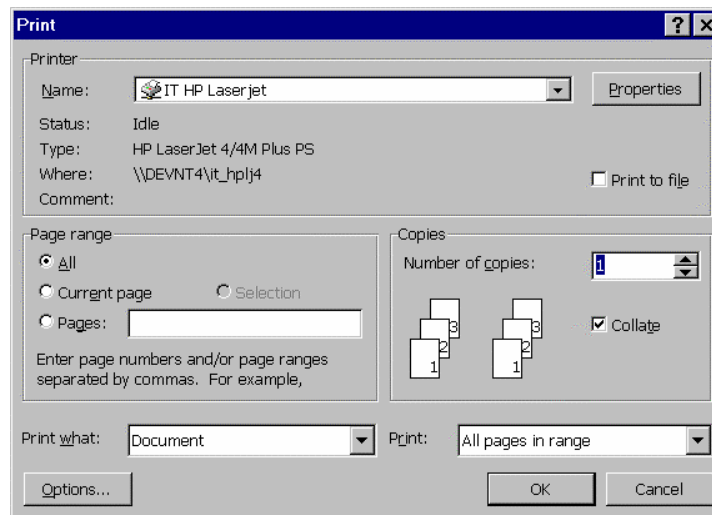 Print
Printer
Name: IT HP Laserjet Properties
Status: Idle
Type: HP LaserJet 4/4M Plus PS
Where: \\DEVNT4\it_hplj4 Print to file
Comment:
Page range
All
Current page Selection
Pages:
Enter page numbers and/or page ranges
separated by commas. For example,
Copies
Number of copies: 1
3 3
2 2
1 1
Collate
Print what: Document Print: All pages in range
Options... OK Cancel